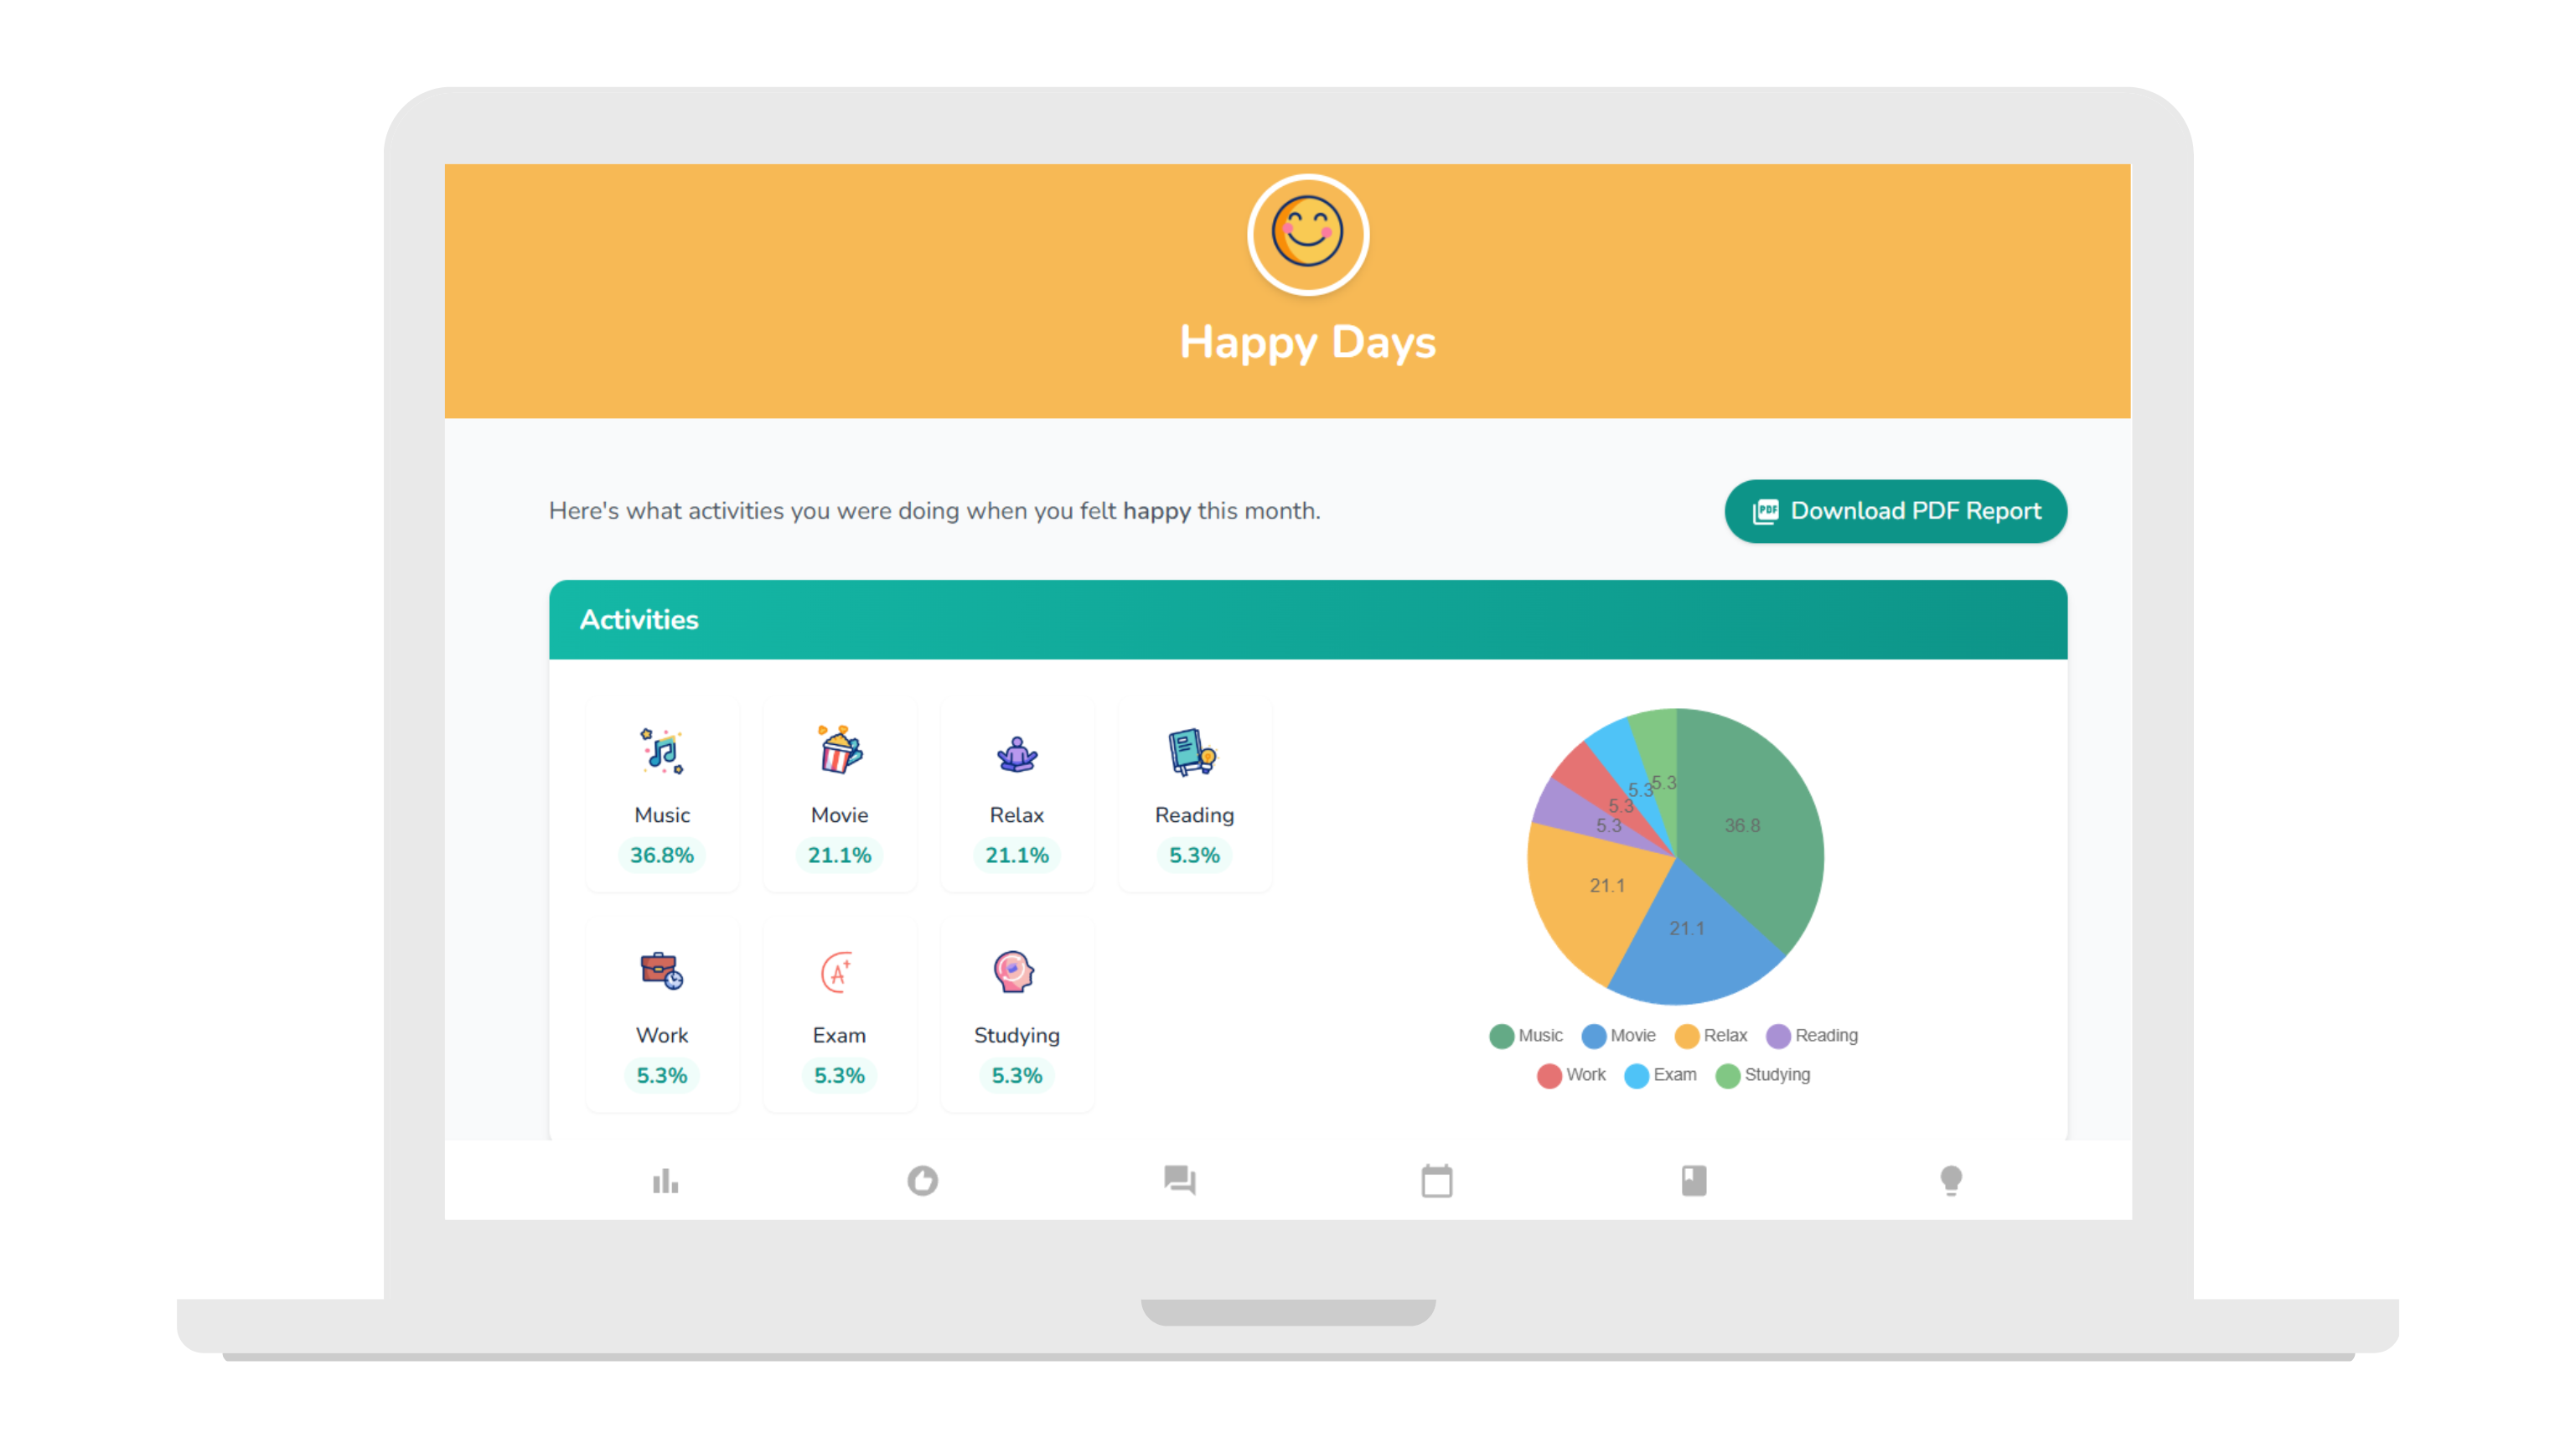 Happy Days
Here's what activities you were doing when you felt happy this month.
PDF Download PDF Report
Activities
Music
36.8%
Movie
21.1%
Relax
21.1%
Reading
5.3%
Work
5.3%
A+
Exam
5.3%
Studying
5.3%
5.3
5.3
5.3
5.3
36.8
21.1
21.1
Music Movie Relax Reading
Work Exam Studying